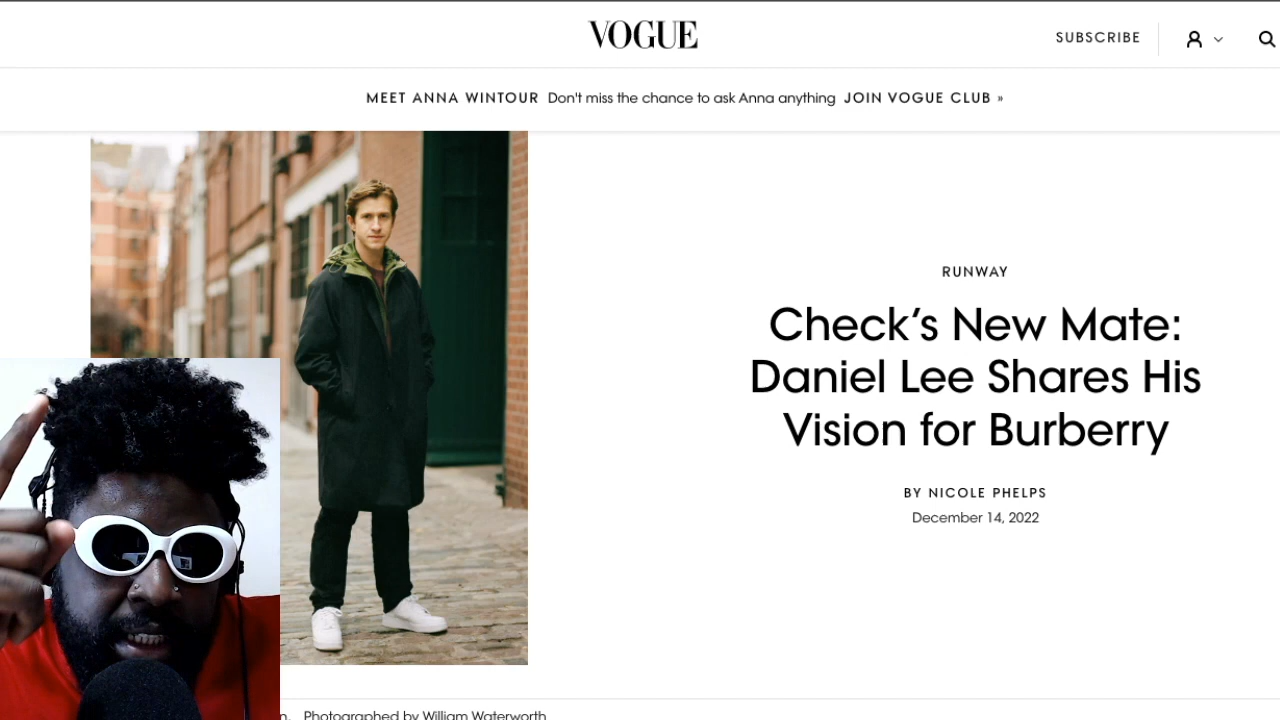 VOGUE
SUBSCRIBE
MEET ANNA WINTOUR Don't miss the chance to ask Anna anything JOIN VOGUE CLUB »
RUNWAY
Check’s New Mate:
Daniel Lee Shares His
Vision for Burberry
BY NICOLE PHELPS
December 14, 2022
Photographed by William Waterworth